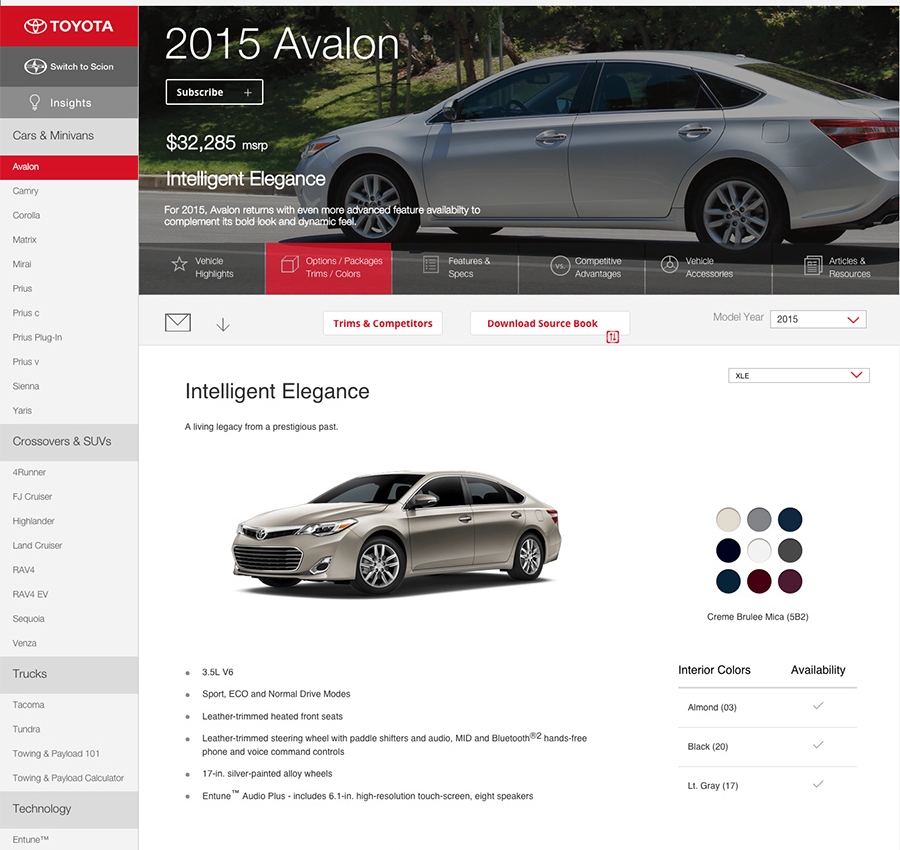 TOYOTA
Switch to Scion
Insights
Cars & Minivans
Avalon
Camry
Corolla
Matrix
Mirai
Prius
Prius c
Prius Plug-In
Prius v
Sienna
Yaris
Crossovers & SUVs
4Runner
FJ Cruiser
Highlander
Land Cruiser
RAV4
RAV4 EV
Sequoia
Venza
Trucks
Tacoma
Tundra
Towing & Payload 101
Towing & Payload Calculator
Technology
Entune™
2015 Avalon
Subscribe +
$32,285 msrp
Intelligent Elegance
For 2015, Avalon returns with even more advanced feature availabilty to
complement its bold look and dynamic feel.
Vehicle
Highlights
Options / Packages
Trims / Colors
Features &
Specs
VS.
Competitive
Advantages
Vehicle
Accessories
Articles &
Resources
Trims & Competitors
Download Source Book
Model Year
2015
XLE
Intelligent Elegance
A living legacy from a prestigious past.
Creme Brulee Mica (5B2)
• 3.5L V6
• Sport, ECO and Normal Drive Modes
• Leather-trimmed heated front seats
• Leather-trimmed steering wheel with paddle shifters and audio, MID and Bluetooth®2 hands-free
phone and voice command controls
• 17-in. silver-painted alloy wheels
• Entune™ Audio Plus - includes 6.1-in. high-resolution touch-screen, eight speakers
Interior Colors Availability
Almond (03)
Black (20)
Lt. Gray (17)